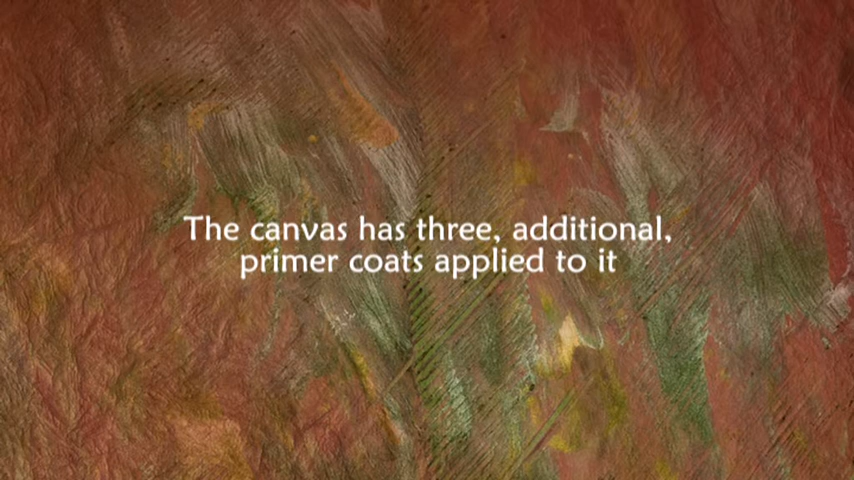 The canvas has three, additional,
primer coats applied to it